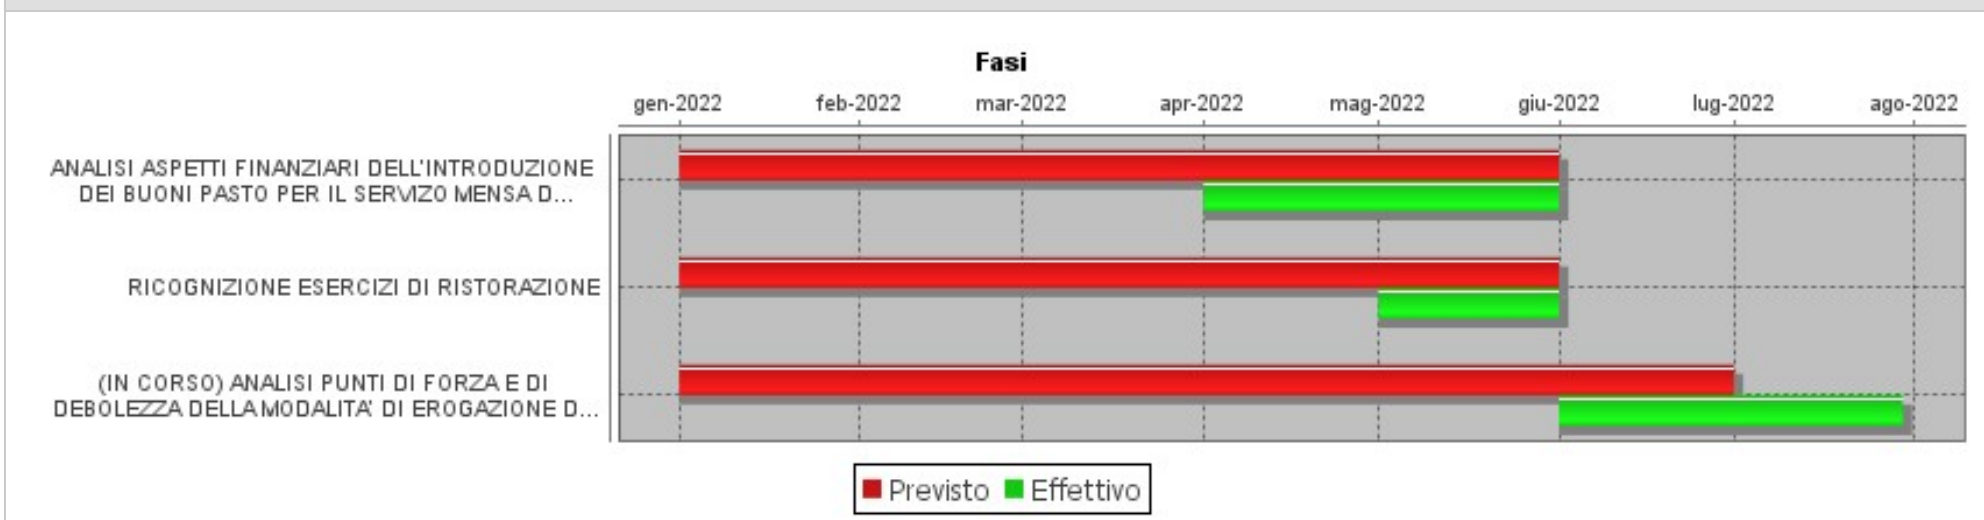 Fasi
gen-2022 feb-2022 mar-2022 apr-2022 mag-2022 giu-2022 lug-2022 ago-2022
ANALISI ASPETTI FINANZIARI DELL'INTRODUZIONE
DEI BUONI PASTO PER IL SERVIZO MENSA D...
RICOGNIZIONE ESERCIZI DI RISTORAZIONE
(IN CORSO) ANALISI PUNTI DI FORZA E DI
DEBOLEZZA DELLA MODALITA' DI EROGAZIONE D...
Previsto Effettivo